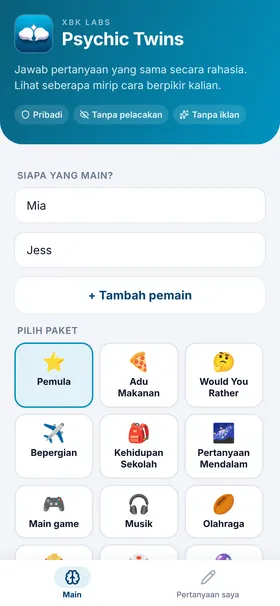 XBK LABS
Psychic Twins
Jawab pertanyaan yang sama secara rahasia.
Lihat seberapa mirip cara berpikir kalian.
Pribadi
Tanpa pelacakan
Tanpa iklan
SIAPA YANG MAIN?
Mia
Jess
+ Tambah pemain
PILIH PAKET
Pemula
Adu
Makanan
Would You
Rather
Bepergian
Kehidupan
Sekolah
Pertanyaan
Mendalam
Main game
Musik
Olahraga
Main
Pertanyaan saya